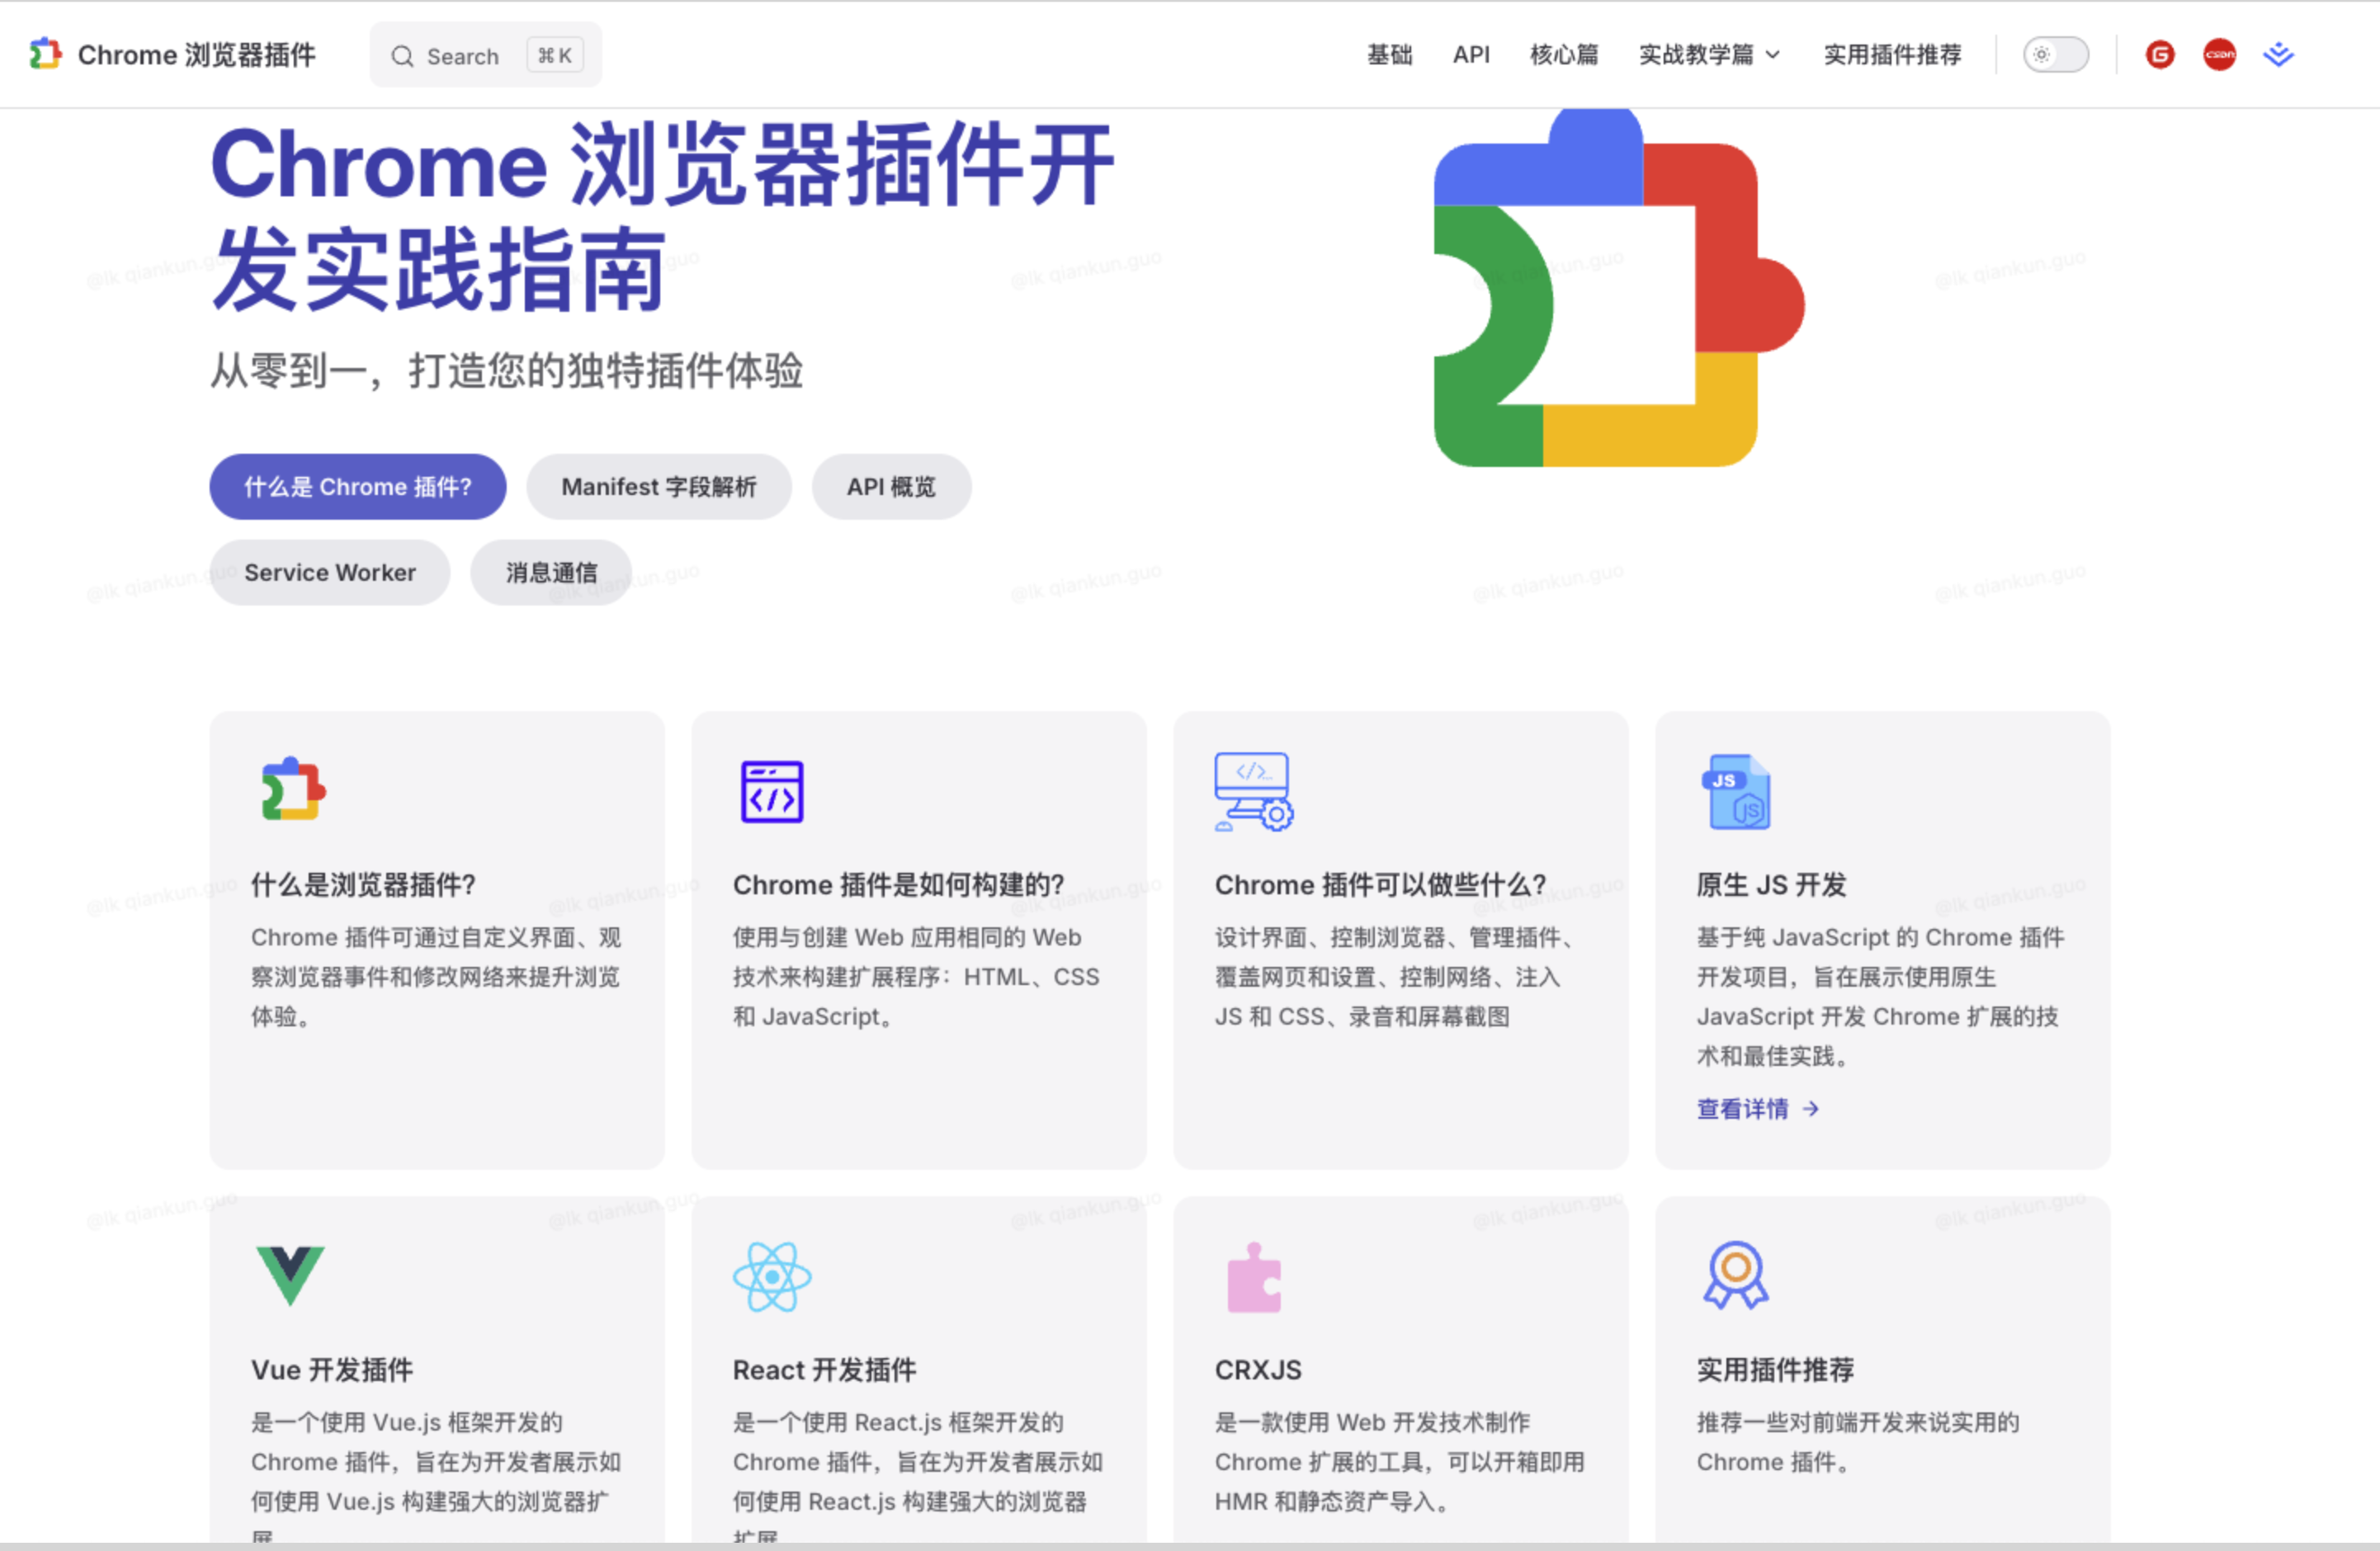 Chrome 浏览器插件
Search ⌘ K
基础 API 核心篇 实战教学篇 实用插件推荐
CSDN
Chrome 浏览器插件开
发实践指南
从零到一，打造您的独特插件体验
什么是 Chrome 插件? Manifest 字段解析 API 概览
Service Worker 消息通信
什么是浏览器插件?
Chrome 插件可通过自定义界面、观
察浏览器事件和修改网络来提升浏览
体验。
Chrome 插件是如何构建的?
使用与创建 Web 应用相同的 Web
技术来构建扩展程序：HTML、CSS
和 JavaScript。
Chrome 插件可以做些什么?
设计界面、控制浏览器、管理插件、
覆盖网页和设置、控制网络、注入
JS 和 CSS、录音和屏幕截图
JS
JS
原生 JS 开发
基于纯 JavaScript 的 Chrome 插件
开发项目，旨在展示使用原生
JavaScript 开发 Chrome 扩展的技
术和最佳实践。
查看详情 →
Vue 开发插件
是一个使用 Vue.js 框架开发的
Chrome 插件，旨在为开发者展示如
何使用 Vue.js 构建强大的浏览器扩
展
React 开发插件
是一个使用 React.js 框架开发的
Chrome 插件，旨在为开发者展示如
何使用 React.js 构建强大的浏览器
扩展
CRXJS
是一款使用 Web 开发技术制作
Chrome 扩展的工具，可以开箱即用
HMR 和静态资产导入。
实用插件推荐
推荐一些对前端开发来说实用的
Chrome 插件。
@lk qiankun.guo